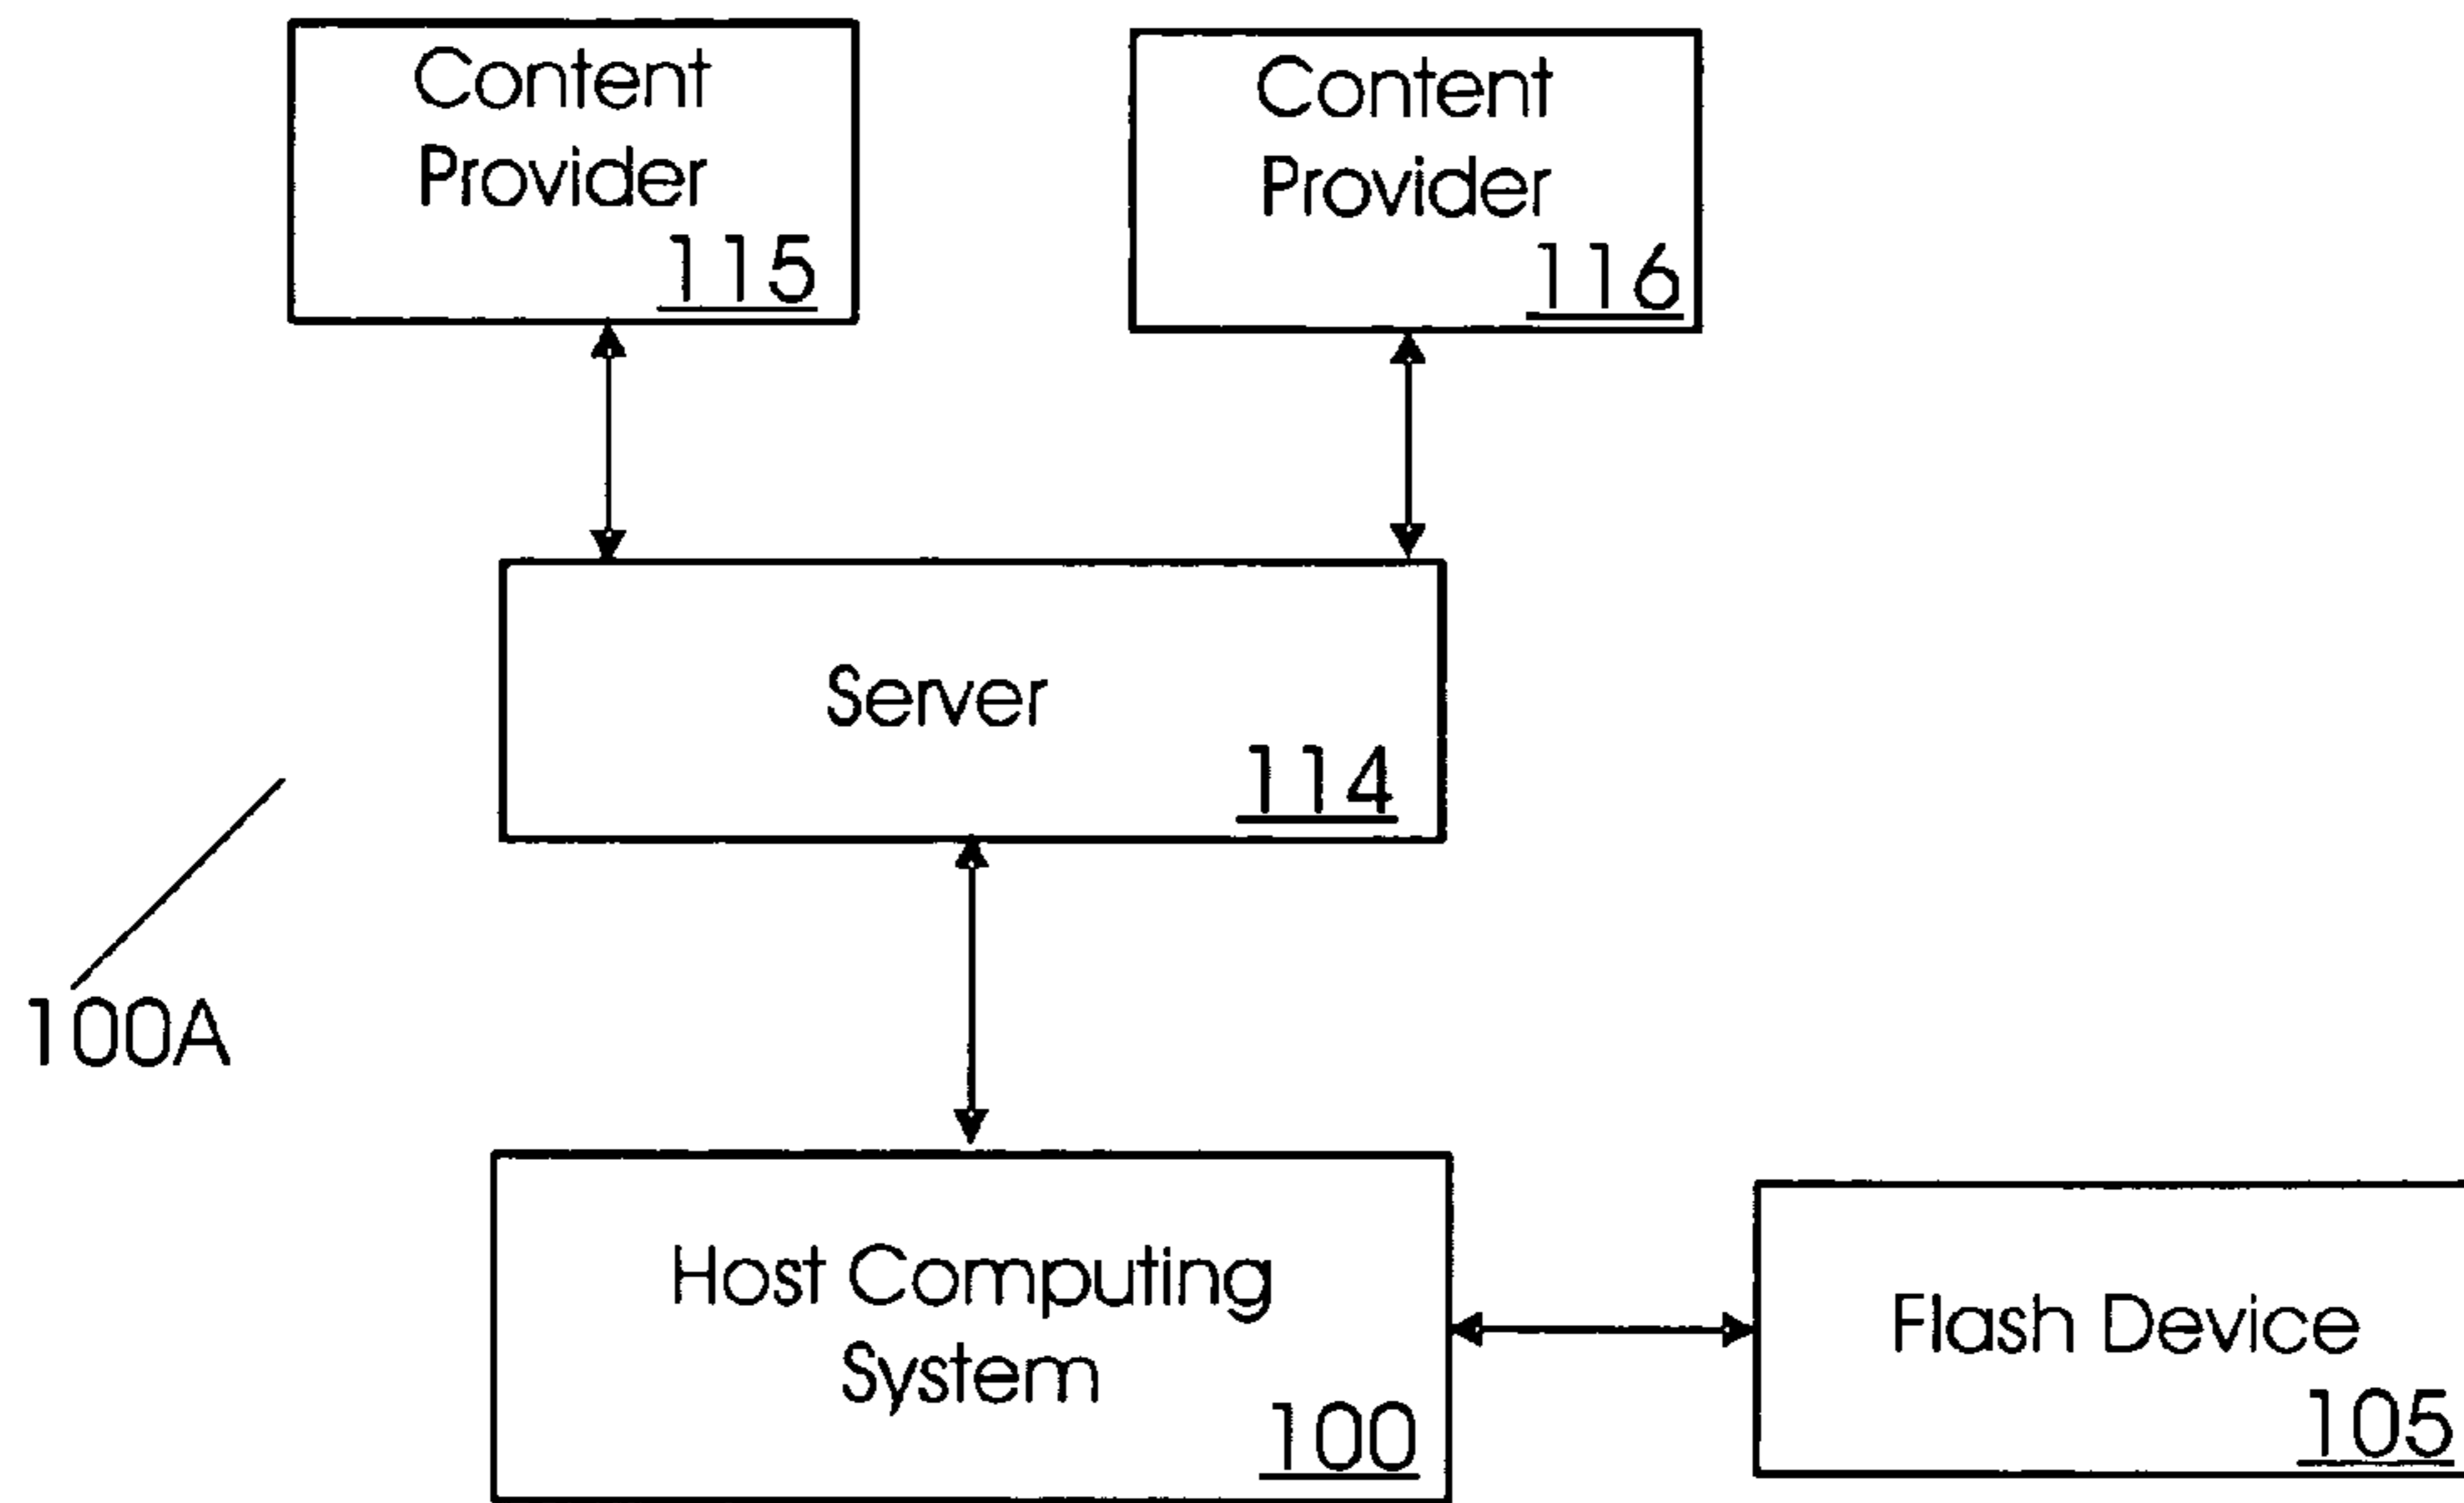 Content
Provider
115
Content
Provider
116
Server
114
100A
Host Computing
System
100
Flash Device
105